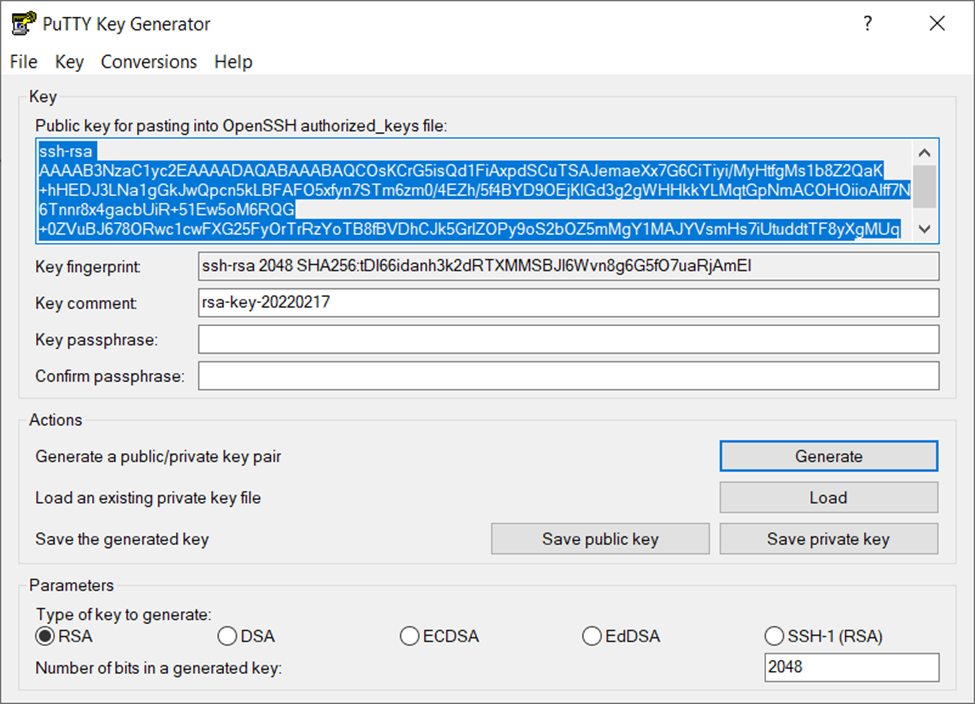 PuTTY Key Generator
?
File Key Conversions Help
Key
Public key for pasting into OpenSSH authorized_keys file:
ssh-rsa
AAAAB3NzaC1yc2EAAAADAQABAAABAQCOsKCrG5isQd1FiAxpdSCuTSAJemaeXx7G6CiTiyi/MyHtfgMs1b8Z2QaK
+hHEDJ3LNa1gGkJwQpcn5kLBFAFO5xfyn7STm6zm0/4EZh/5f4BYD9OEjKlGd3g2gWHHkkYLMqtGpNmACOHOiioAlff7N
6Tnnr8x4gacbUiR+51Ew5oM6RQG
+0ZVuBJ678ORwc1cwFXG25FyOrTrRzYoTB8fBVDhCJk5GrlZOPy9oS2bOZ5mMgY1MAJYVsmHs7iUtuddtTF8yXgMUq
Key fingerprint: ssh-rsa 2048 SHA256:tDl66idanh3k2dRTXMMSBJl6Wvn8g6G5fO7uaRjAmEI
Key comment: rsa-key-20220217
Key passphrase:
Confirm passphrase:
Actions
Generate a public/private key pair Generate
Load an existing private key file Load
Save the generated key Save public key Save private key
Parameters
Type of key to generate:
RSA DSA ECDSA EdDSA SSH-1 (RSA)
Number of bits in a generated key: 2048